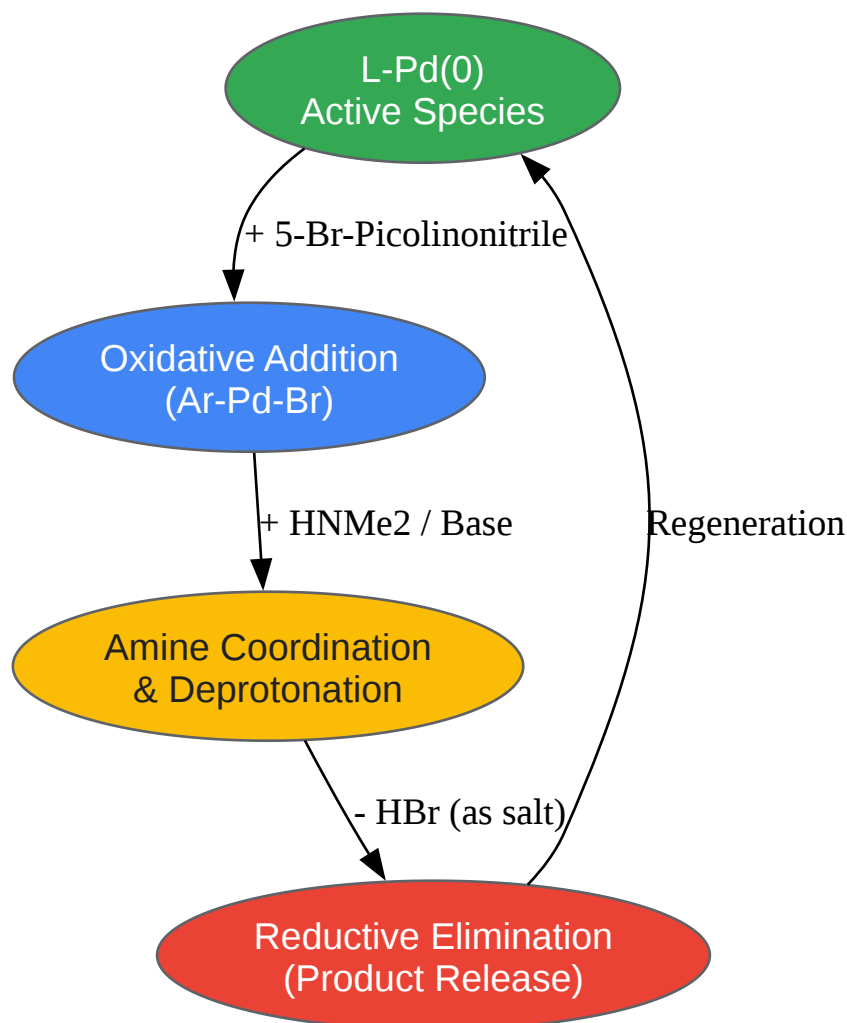 L-Pd(0)
Active Species
+ 5-Br-Picolinonitrile
Oxidative Addition
(Ar-Pd-Br)
+ HNMe2 / Base
Regeneration
Amine Coordination
& Deprotonation
- HBr (as salt)
Reductive Elimination
(Product Release)